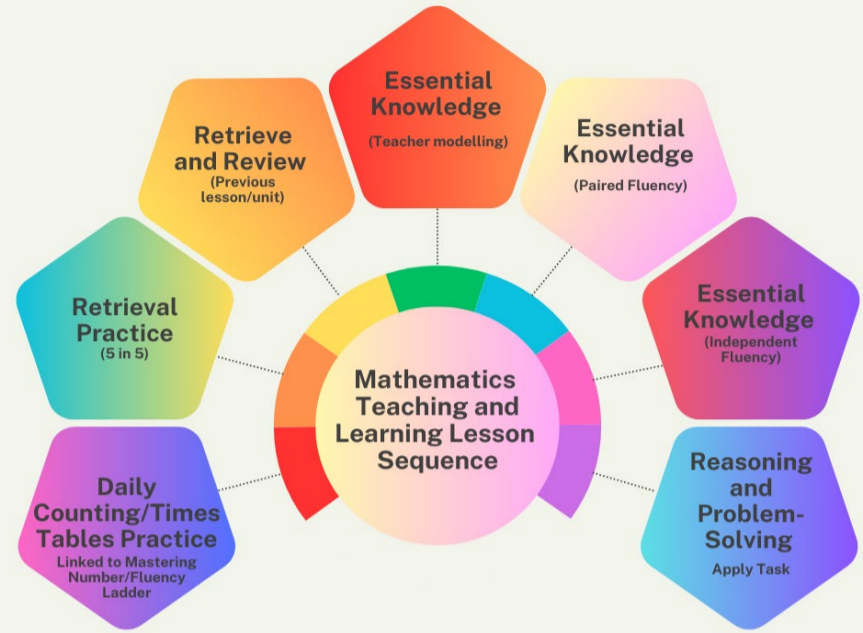 Daily
Counting/Times
Tables Practice
Linked to Mastering
Number/Fluency
Ladder
Retrieval
Practice
(5 in 5)
Retrieve
and Review
(Previous
lesson/unit)
Essential
Knowledge
(Teacher modelling)
Essential
Knowledge
(Paired Fluency)
Essential
Knowledge
(Independent
Fluency)
Reasoning
and
Problem-
Solving
Apply Task
Mathematics
Teaching and
Learning Lesson
Sequence